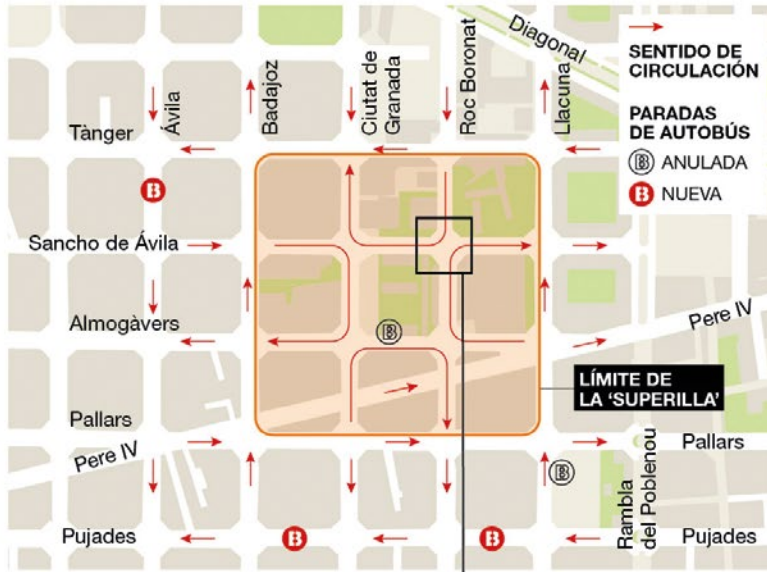 Diagonal
SENTIDO DE
CIRCULACIÓN
PARADAS
DE AUTOBÚS
B ANULADA
B NUEVA
Ávila
Badajoz
Ciutat de
Granada
Roc Boronat
Llacuna
Tànger
B
Sancho de Ávila
Almogàvers
B
Pere IV
LÍMITE DE
LA ‘SUPERILLA’
Pallars
Pallars
Pere IV
B
Rambla
del Poblenou
Pujades
B
B
Pujades